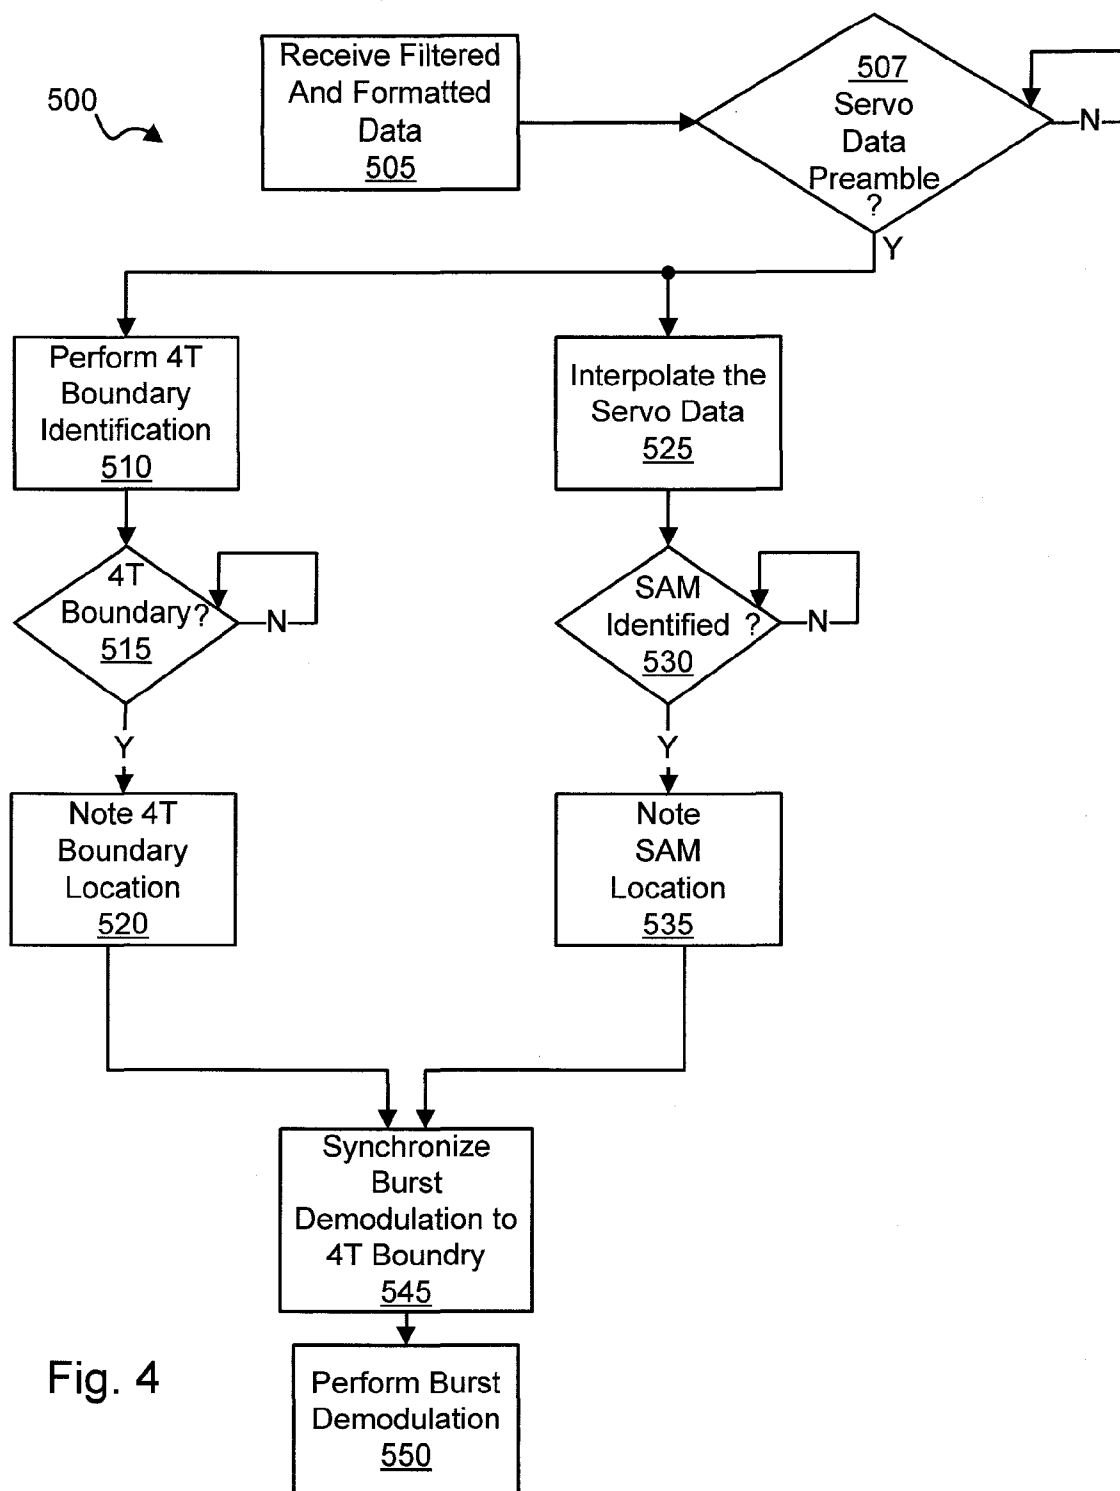 500
Receive Filtered
And Formatted
Data
505
507
Servo
Data
Preamble
?
N
Y
Perform 4T
Boundary
Identification
510
Interpolate the
Servo Data
525
4T
Boundary?
515
N
SAM
Identified ?
530
N
Y
Y
Note 4T
Boundary
Location
520
Note
SAM
Location
535
Synchronize
Burst
Demodulation to
4T Boundry
545
Perform Burst
Demodulation
550
Fig. 4